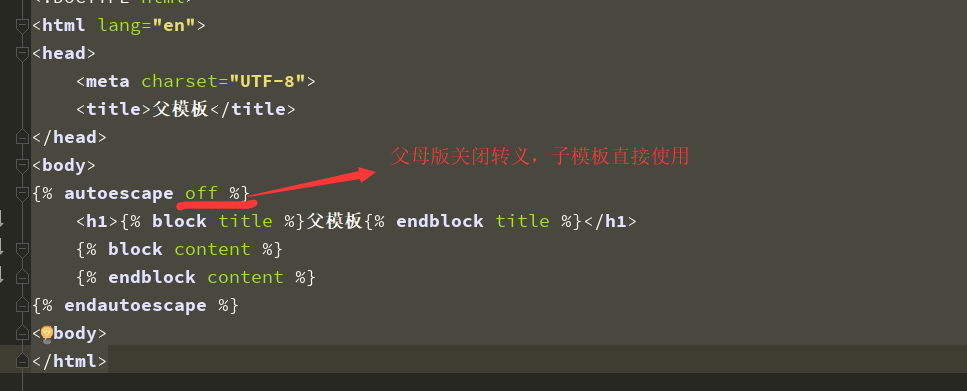 <!DOCTYPE html>
<html lang="en">
<head>
<meta charset="UTF-8">
<title>父模板</title>
</head>
父母版关闭转义，子模板直接使用
<body>
{% autoescape off %}
<h1>{% block title %}父模板{% endblock title %}</h1>
{% block content %}
{% endblock content %}
{% endautoescape %}
<body>
</html>